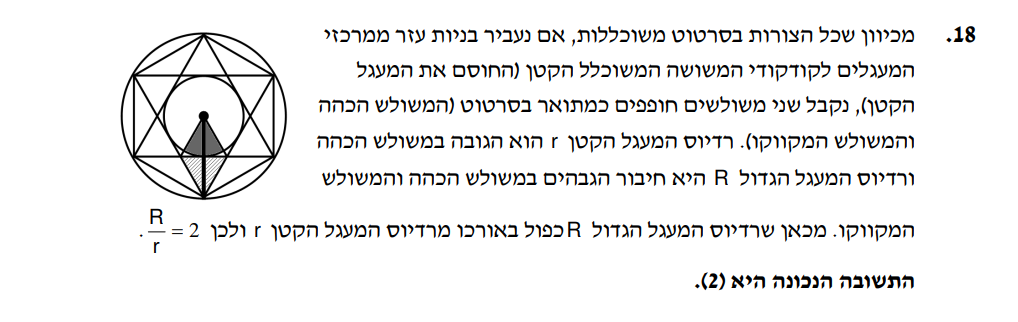 18. מכיוון שכל הצורות בסרטוט משוכללות, אם נעביר בניות עזר ממרכזי
המעגלים לקודקודי המשושה המשוכלל הקטן (החוסם את המעגל
הקטן), נקבל שני משולשים חופפים כמתואר בסרטוט (המשולש הכהה
והמשולש המקווקו). רדיוס המעגל הקטן r הוא הגובה במשולש הכהה
ורדיוס המעגל הגדול R היא חיבור הגבהים במשולש הכהה והמשולש
המקווקו. מכאן שרדיוס המעגל הגדול R כפול באורכו מרדיוס המעגל הקטן r ולכן R/r = 2 .
התשובה הנכונה היא (2).